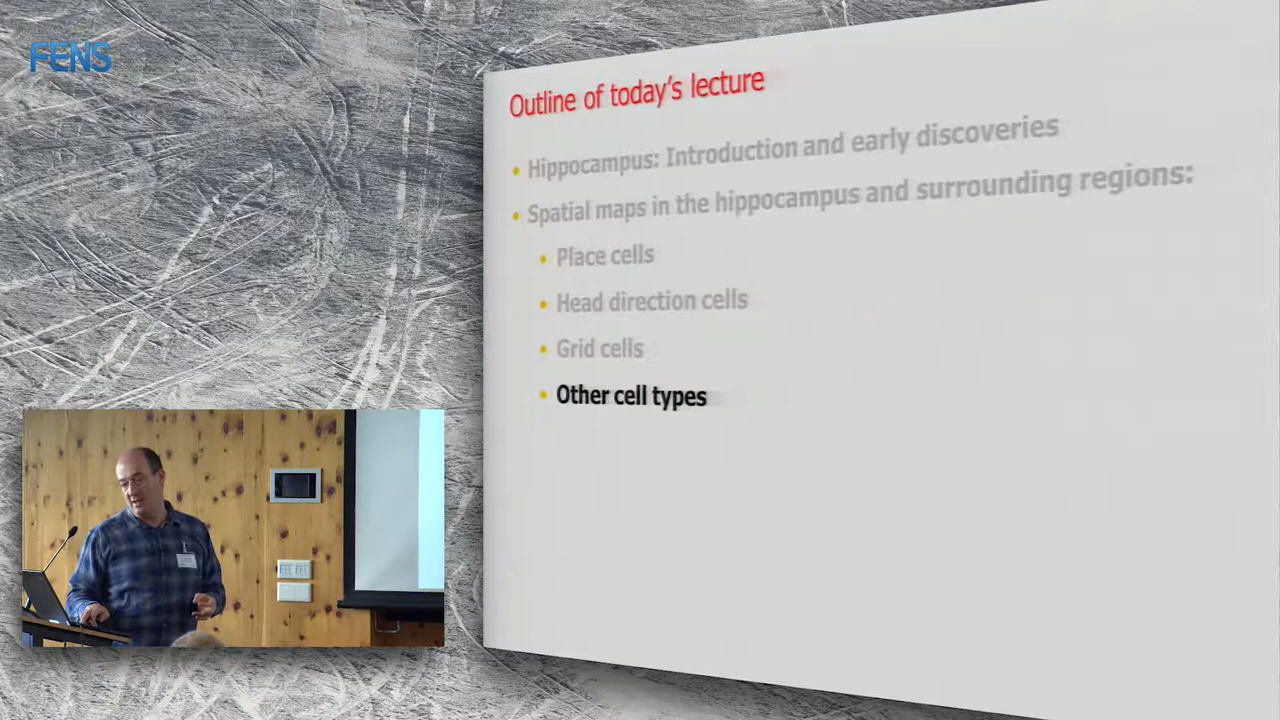 FENS
Outline of today's lecture
• Hippocampus: Introduction and early discoveries
• Spatial maps in the hippocampus and surrounding regions:
• Place cells
• Head direction cells
• Grid cells
• Other cell types